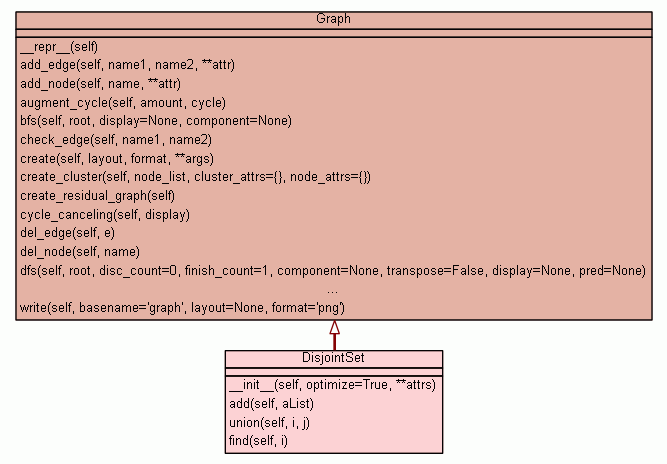 Graph
__repr__(self)
add_edge(self, name1, name2, **attr)
add_node(self, name, **attr)
augment_cycle(self, amount, cycle)
bfs(self, root, display=None, component=None)
check_edge(self, name1, name2)
create(self, layout, format, **args)
create_cluster(self, node_list, cluster_attrs={}, node_attrs={})
create_residual_graph(self)
cycle_canceling(self, display)
del_edge(self, e)
del_node(self, name)
dfs(self, root, disc_count=0, finish_count=1, component=None, transpose=False, display=None, pred=None)
...
write(self, basename='graph', layout=None, format='png')
DisjointSet
__init__(self, optimize=True, **attrs)
add(self, aList)
union(self, i, j)
find(self, i)